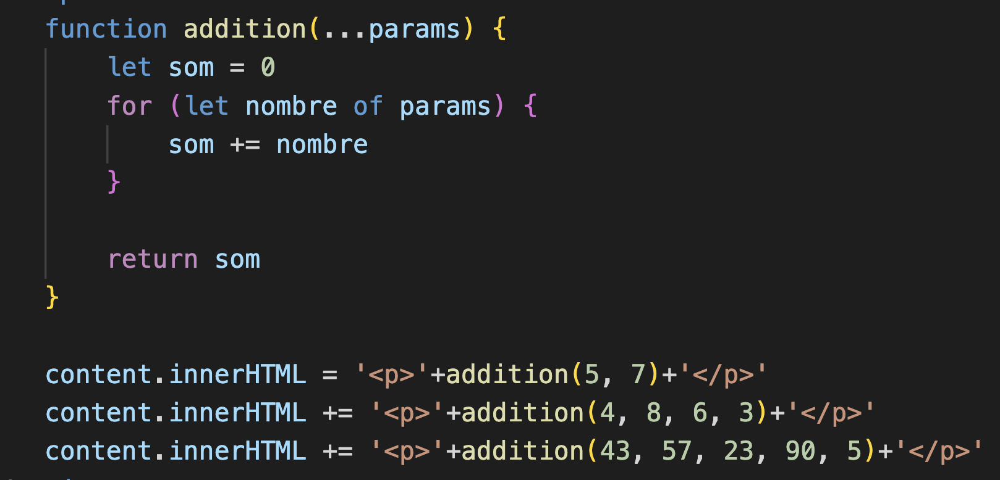 function addition(...params) {
    let som = 0
    for (let nombre of params) {
        som += nombre
    }
    return som
}
content.innerHTML = '<p>'+addition(5, 7)+'</p>'
content.innerHTML += '<p>'+addition(4, 8, 6, 3)+'</p>'
content.innerHTML += '<p>'+addition(43, 57, 23, 90, 5)+'</p>'